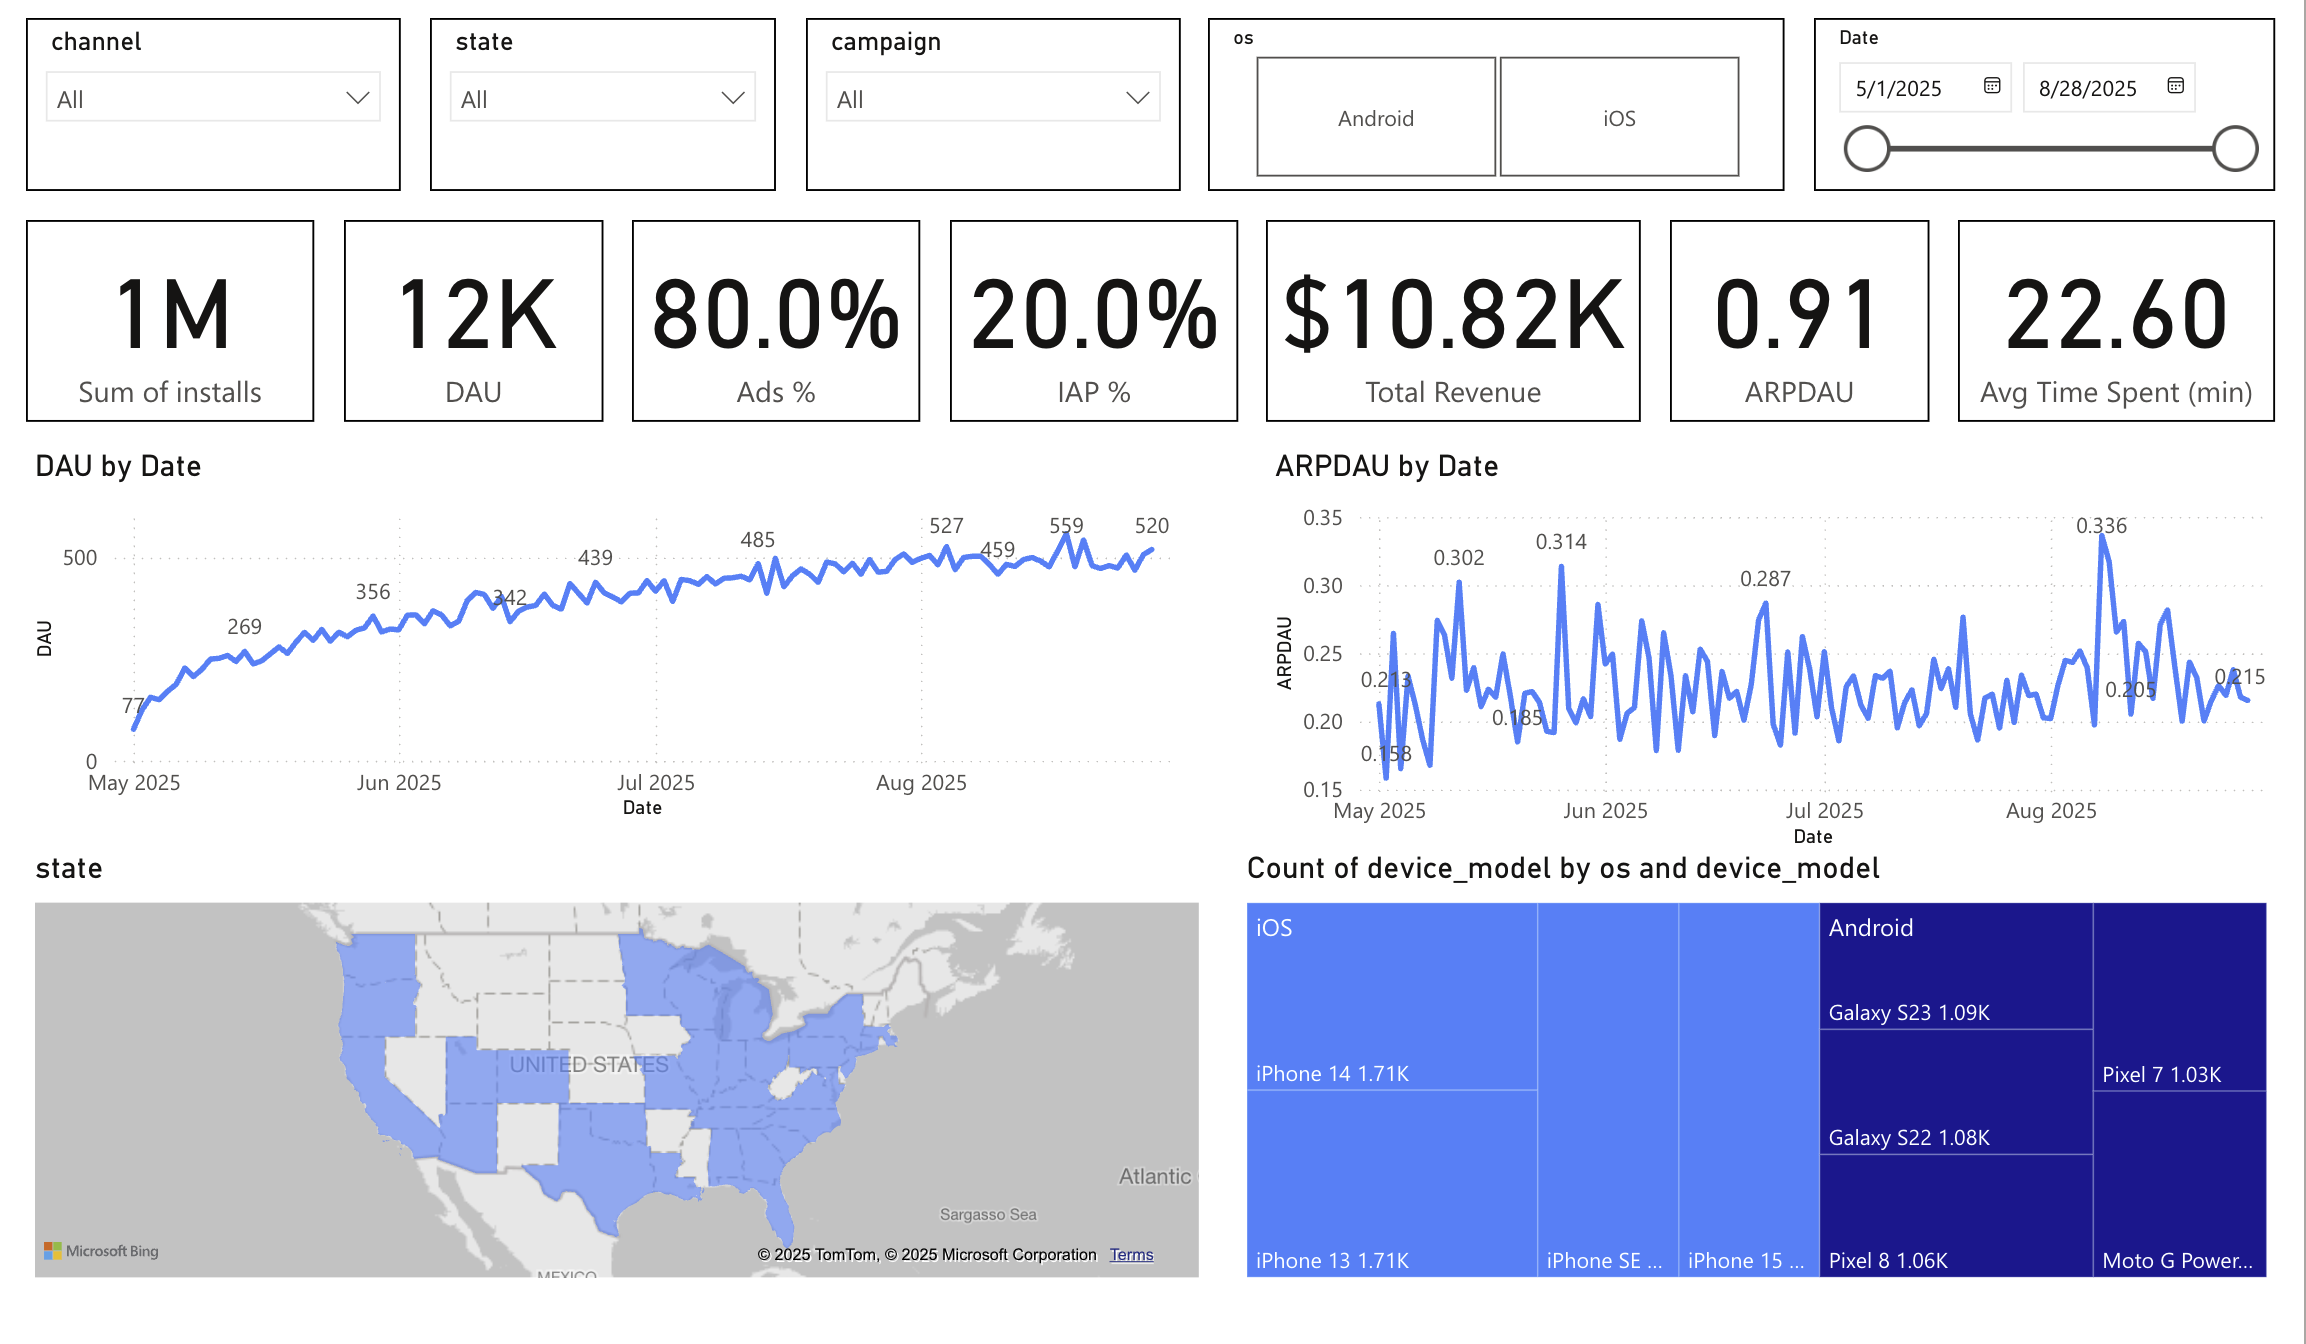 channel
All
state
All
campaign
All
os
Android
iOS
Date
5/1/2025
8/28/2025
1M
Sum of installs
12K
DAU
80.0%
Ads %
20.0%
IAP %
$10.82K
Total Revenue
0.91
ARPDAU
22.60
Avg Time Spent (min)
DAU by Date
DAU
500
0
77
269
356
342
439
485
527
459
559
520
May 2025
Jun 2025
Jul 2025
Aug 2025
Date
ARPDAU by Date
ARPDAU
0.35
0.30
0.25
0.20
0.15
0.213
0.158
0.302
0.185
0.314
0.287
0.336
0.205
0.215
May 2025
Jun 2025
Jul 2025
Aug 2025
Date
state
UNITED STATES
Atlantic
Sargasso Sea
MEXICO
Microsoft Bing
© 2025 TomTom, © 2025 Microsoft Corporation Terms
Count of device_model by os and device_model
iOS
iPhone 14 1.71K
iPhone 13 1.71K
iPhone SE ...
iPhone 15 ...
Android
Galaxy S23 1.09K
Galaxy S22 1.08K
Pixel 8 1.06K
Pixel 7 1.03K
Moto G Power...